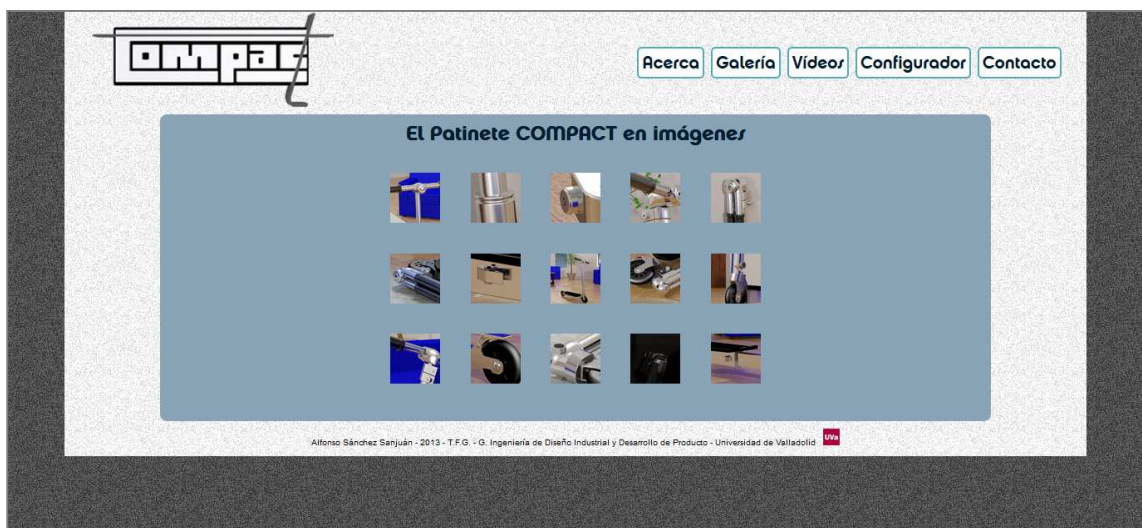 Compact
Acerca Galería Vídeos Configurador Contacto
El Patinete COMPACT en imágenes
Alfonso Sánchez Sanjuán - 2013 - T.F.G. - G. Ingeniería de Diseño Industrial y Desarrollo de Producto - Universidad de Valladolid
UVa